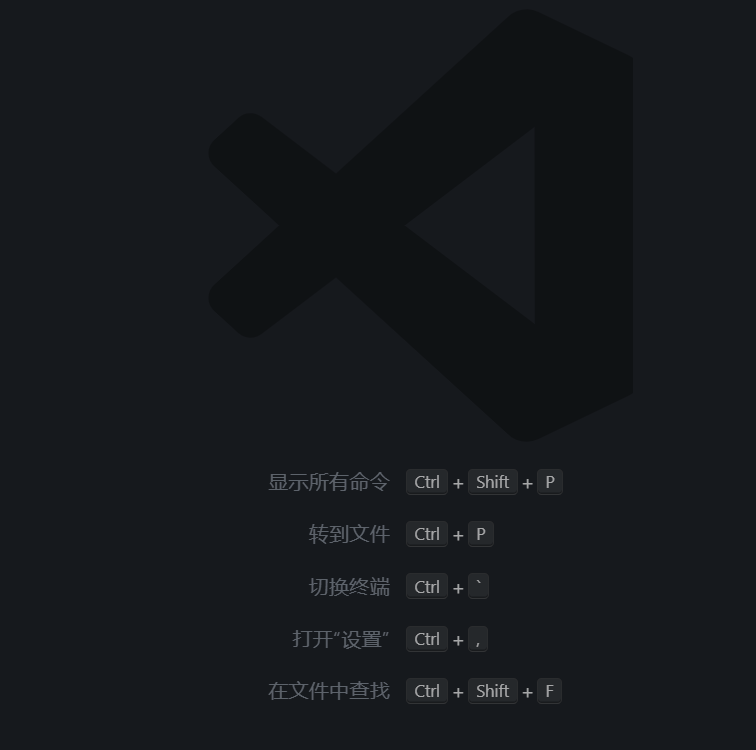 显示所有命令 Ctrl + Shift + P
转到文件 Ctrl + P
切换终端 Ctrl + `
打开“设置” Ctrl + ,
在文件中查找 Ctrl + Shift + F